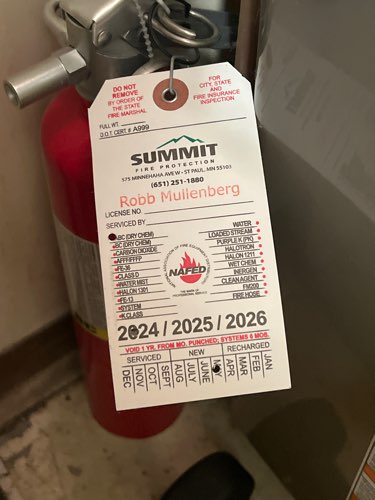 DO NOT
REMOVE
BY ORDER OF
THE STATE
FIRE MARSHAL
FOR
CITY, STATE
AND
FIRE INSURANCE
INSPECTION
FULL WT.
D.O.T. CERT. # A999
SUMMIT
FIRE PROTECTION
575 MINNEHAHA AVE W - ST PAUL, MN 55103
(651) 251-1880
Robb Mullenberg
LICENSE NO.
SERVICED BY
ABC (DRY CHEM)
BC (DRY CHEM)
CARBON DIOXIDE
AFFF/FFFP
FE-36
CLASS D
WATER MIST
HALON 1301
FE-13
SYSTEM
K CLASS
NAFED
WATER
LOADED STREAM
PURPLE K (PK)
HALOTRON
HALON 1211
WET CHEM
INERGEN
CLEAN AGENT
FM200
FIRE HOSE
2024 / 2025 / 2026
VOID 1 YR. FROM MO. PUNCHED; SYSTEMS 6 MOS.
SERVICED NEW RECHARGED
DEC NOV OCT SEPT AUG JULY JUNE MAY APR MAR FEB JAN